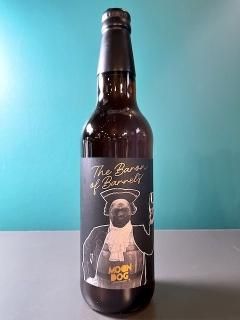 The Baron
of Barrels
MOON
DOG